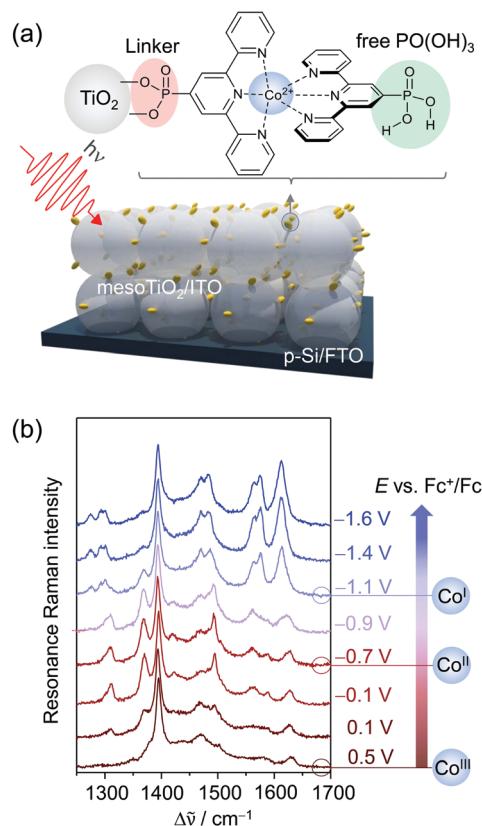 (a)
Linker
free PO(OH)₃
TiO₂
O
O
O
P
N
N
N
Co²⁺
N
N
N
O
P
O
O
H
H
hν
mesoTiO₂/ITO
p-Si/FTO
(b)
E vs. Fc⁺/Fc
Resonance Raman intensity
−1.6 V
−1.4 V
−1.1 V
Coᴵ
−0.9 V
−0.7 V
Coᴵᴵ
−0.1 V
0.1 V
0.5 V
Coᴵᴵᴵ
1300 1400 1500 1600 1700
Δν̃ / cm⁻¹